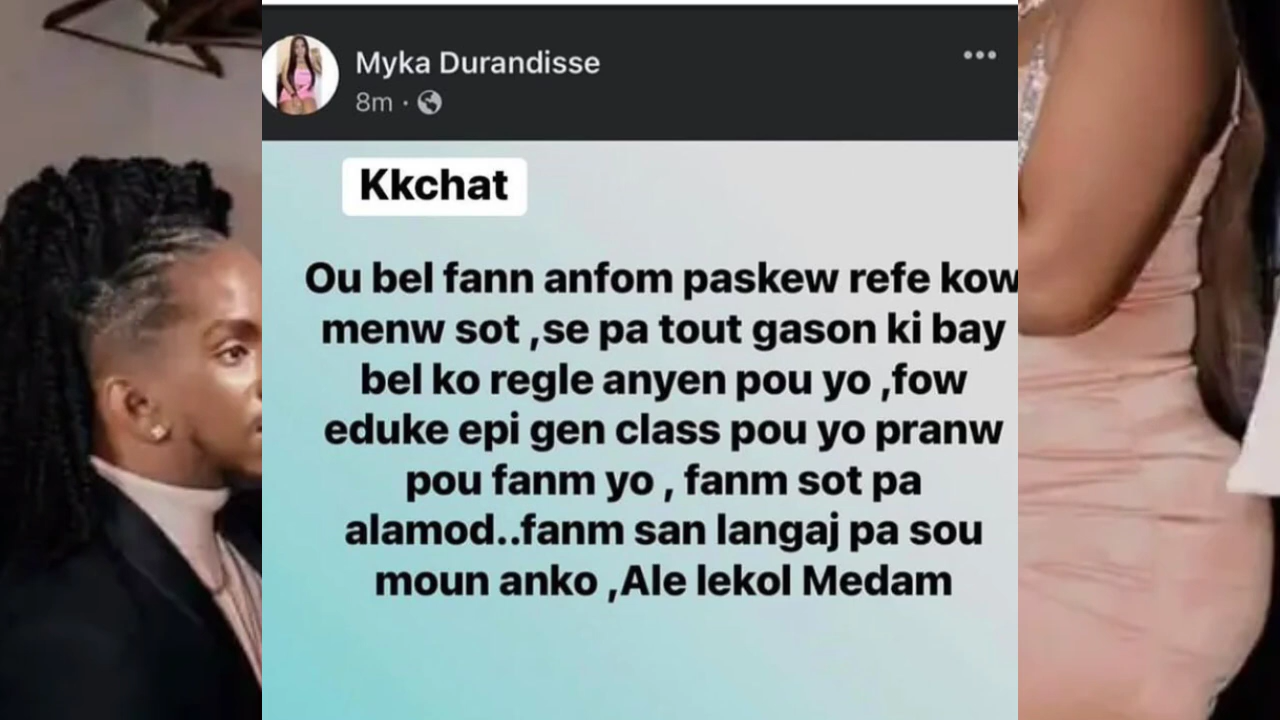 Myka Durandisse
8m ·
Kkchat
Ou bel fann anfom paskew refe kow
menw sot ,se pa tout gason ki bay
bel ko regle anyen pou yo ,fow
eduke epi gen class pou yo pranw
pou fanm yo , fanm sot pa
alamod..fanm san langaj pa sou
moun anko ,Ale lekol Medam